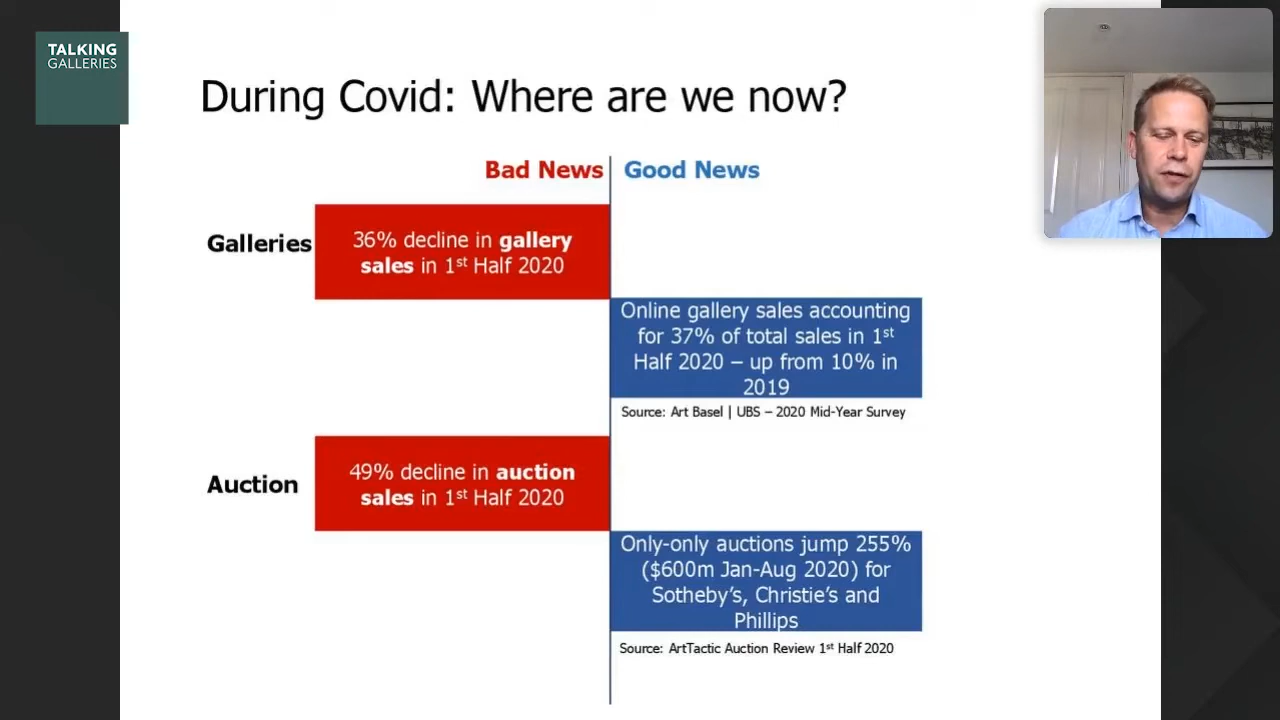 TALKING
GALLERIES
During Covid: Where are we now?
Bad News
Good News
Galleries
36% decline in gallery
sales in 1st Half 2020
Online gallery sales accounting
for 37% of total sales in 1st
Half 2020 – up from 10% in
2019
Source: Art Basel | UBS – 2020 Mid-Year Survey
Auction
49% decline in auction
sales in 1st Half 2020
Only-only auctions jump 255%
($600m Jan-Aug 2020) for
Sotheby's, Christie's and
Phillips
Source: ArtTactic Auction Review 1st Half 2020